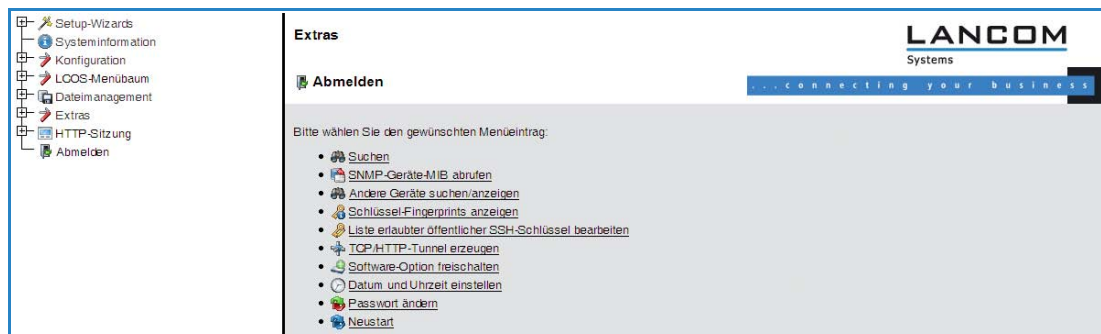 Setup-Wizards
Systeminformation
Konfiguration
LCOS-Menübaum
Dateimanagement
Extras
HTTP-Sitzung
Abmelden
Extras
LANCOM
Systems
Abmelden
...connecting your business
Bitte wählen Sie den gewünschten Menüeintrag:
Suchen
SNMP-Geräte-MIB abrufen
Andere Geräte suchen/anzeigen
Schlüssel-Fingerprints anzeigen
Liste erlaubter öffentlicher SSH-Schlüssel bearbeiten
TCP/HTTP-Tunnel erzeugen
Software-Option freischalten
Datum und Uhrzeit einstellen
Passwort ändern
Neustart